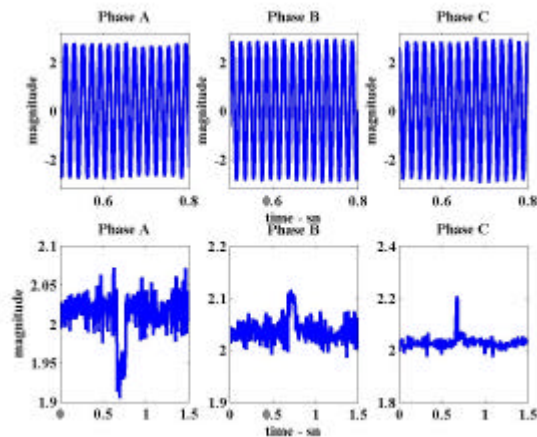 Phase A Phase B Phase C
magnitude magnitude magnitude
2 2 2
0 0 0
-2 -2 -2
0.6 0.8 0.6 0.8 0.6 0.8
time - sn
Phase A Phase B Phase C
magnitude
2.1 2.2 2.4
2.05 2.1 2.2
2 2 2
1.95
1.9 1.9 1.8
0 0.5 1 1.5 0 0.5 1 1.5 0 0.5 1 1.5
time - sn